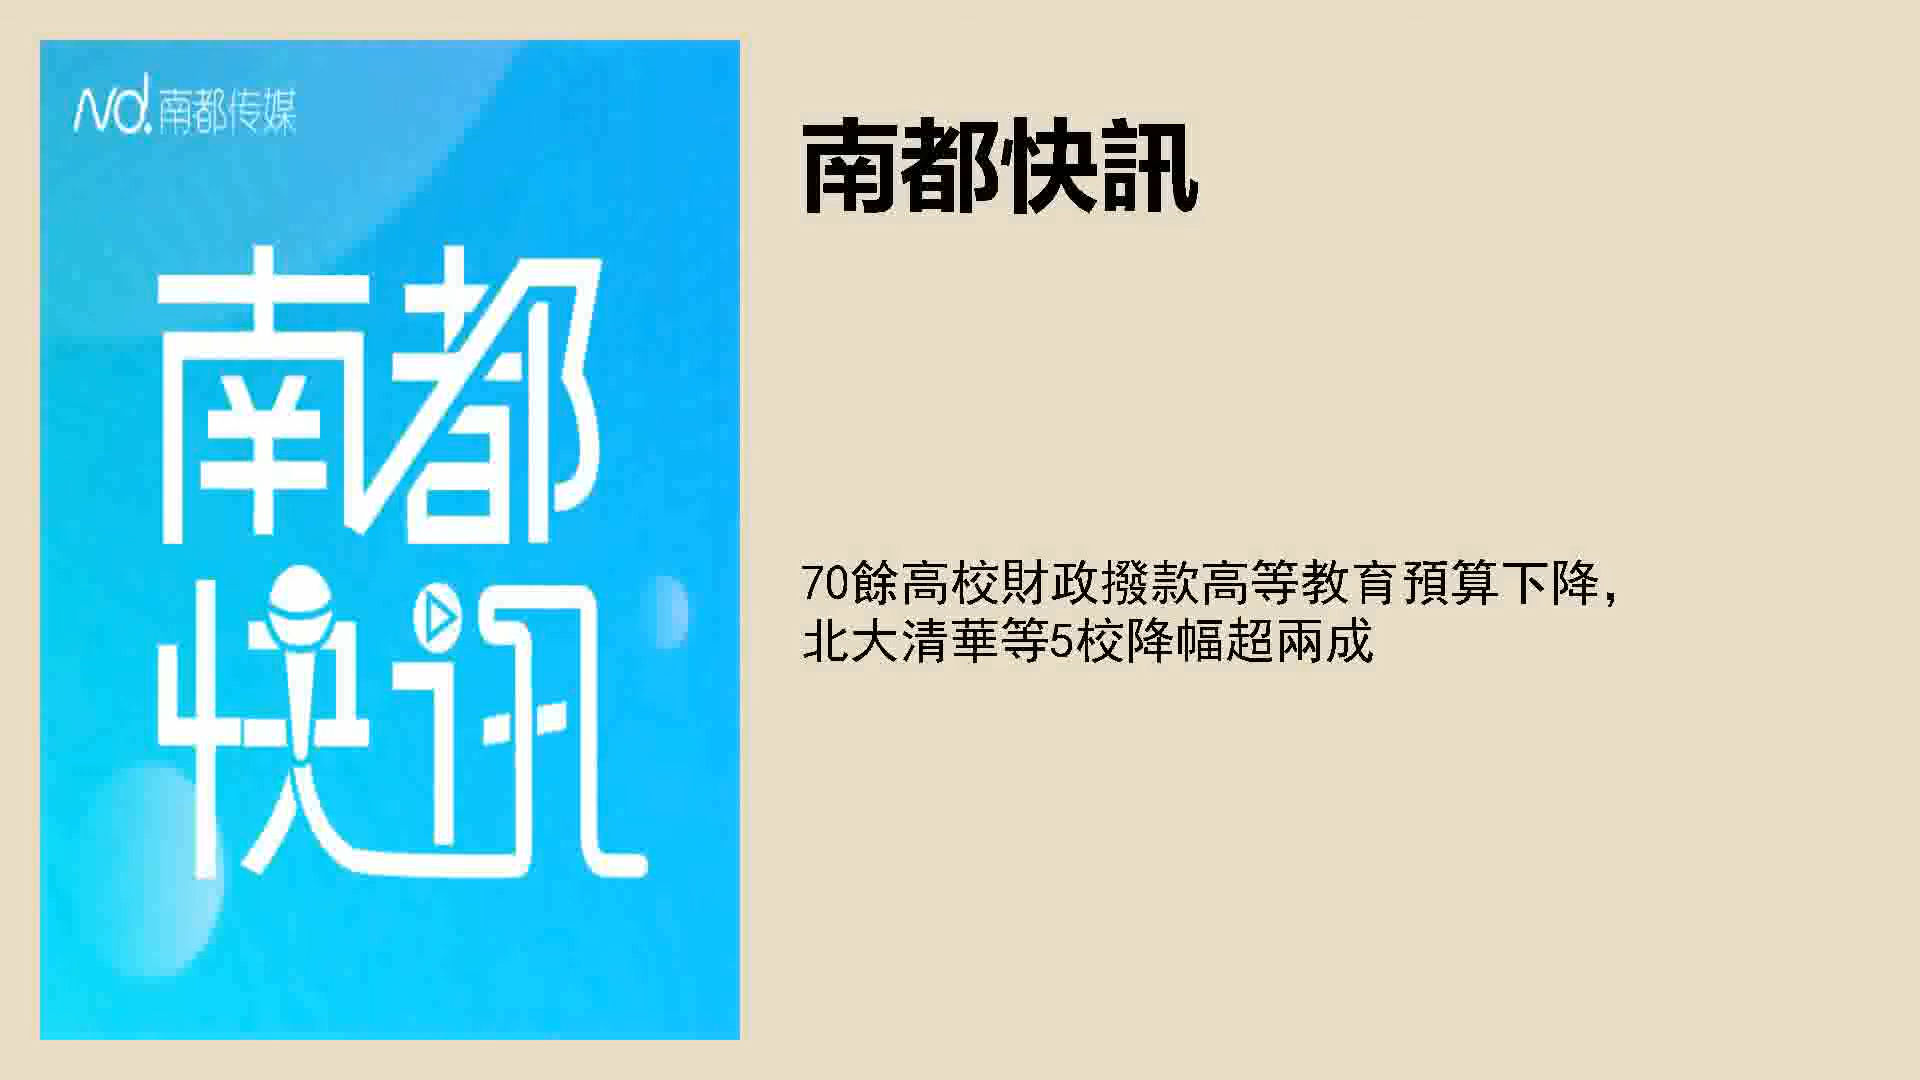 Nd.南都传媒
南都
快讯
南都快訊
70餘高校財政撥款高等教育預算下降，
北大清華等5校降幅超兩成